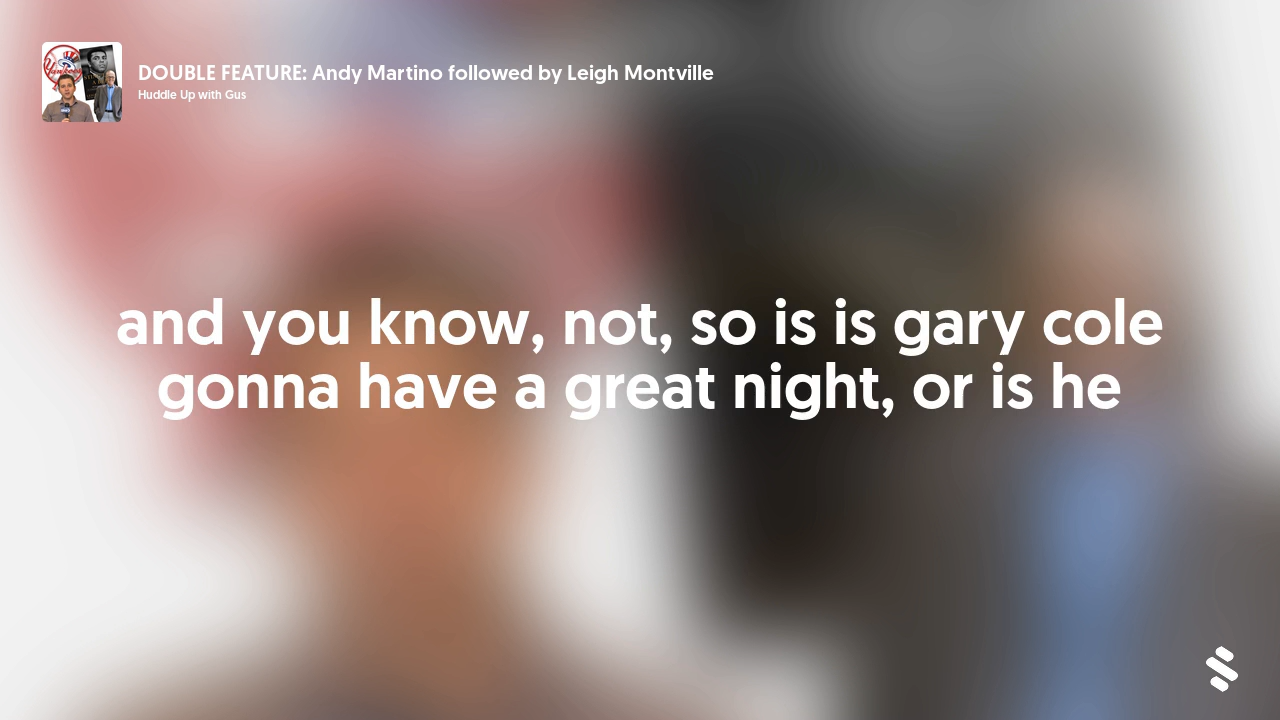 DOUBLE FEATURE: Andy Martino followed by Leigh Montville
Huddle Up with Gus
and you know, not, so is is gary cole
gonna have a great night, or is he